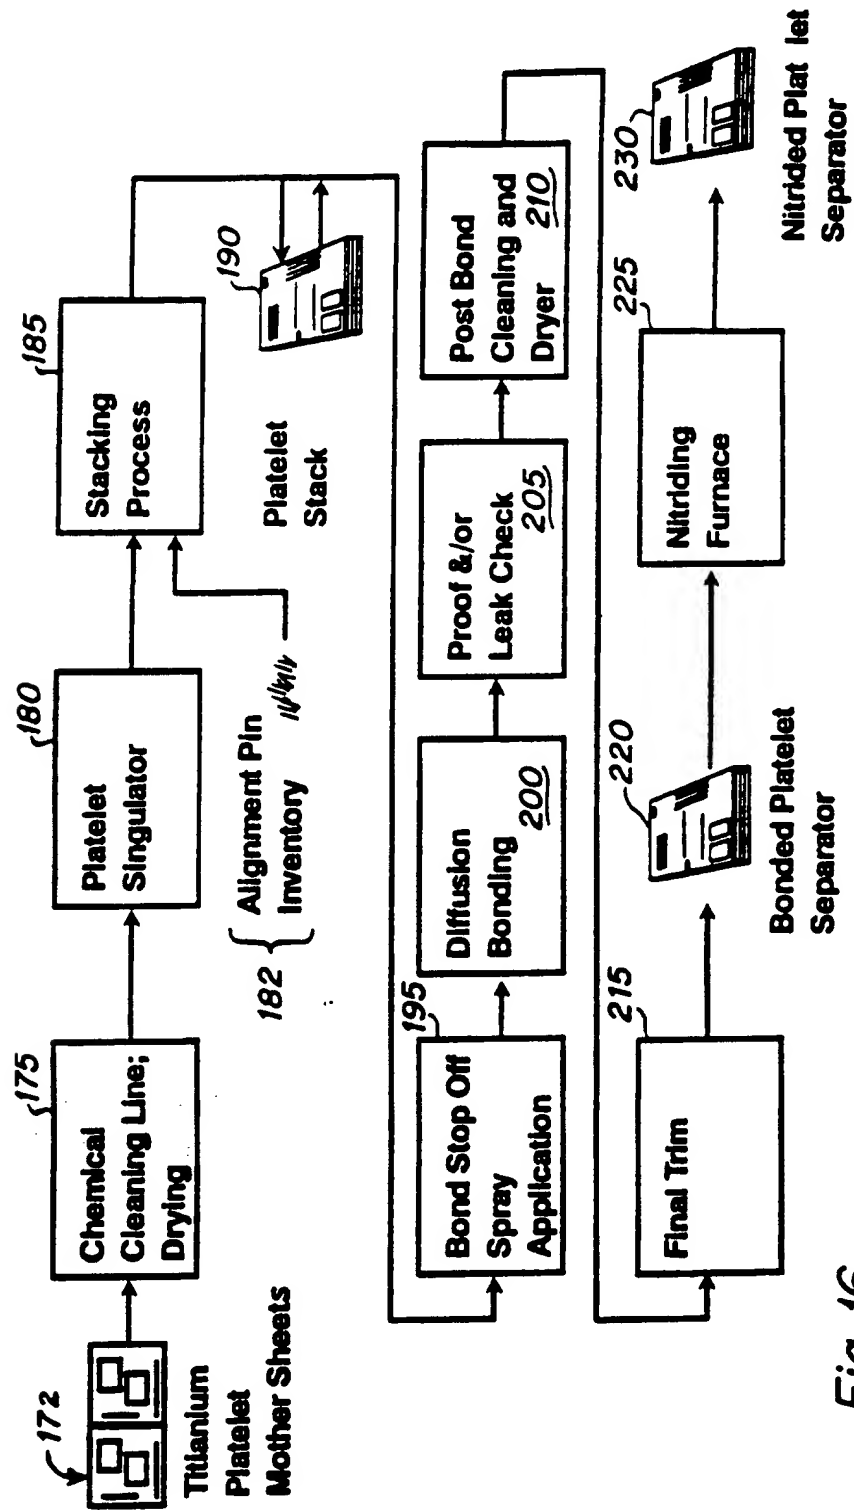 172
Titianium
Platelet
Mother Sheets
175
Chemical
Cleaning Line;
Drying
180
Platelet
Singulator
182
Alignment Pin
Inventory
185
Stacking
Process
190
Platelet
Stack
195
Bond Stop Off
Spray
Application
Diffusion
Bonding
200
Proof &/or
Leak Check
205
Post Bond
Cleaning and
Dryer
210
215
Final Trim
220
Bonded Platelet
Separator
225
Nitriding
Furnace
230
Nitrided Plat let
Separator
Fig. 16